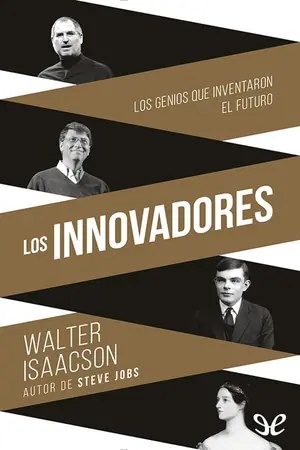 LOS GENIOS QUE INVENTARON
EL FUTURO
LOS INNOVADORES
WALTER
ISAACSON
AUTOR DE STEVE JOBS